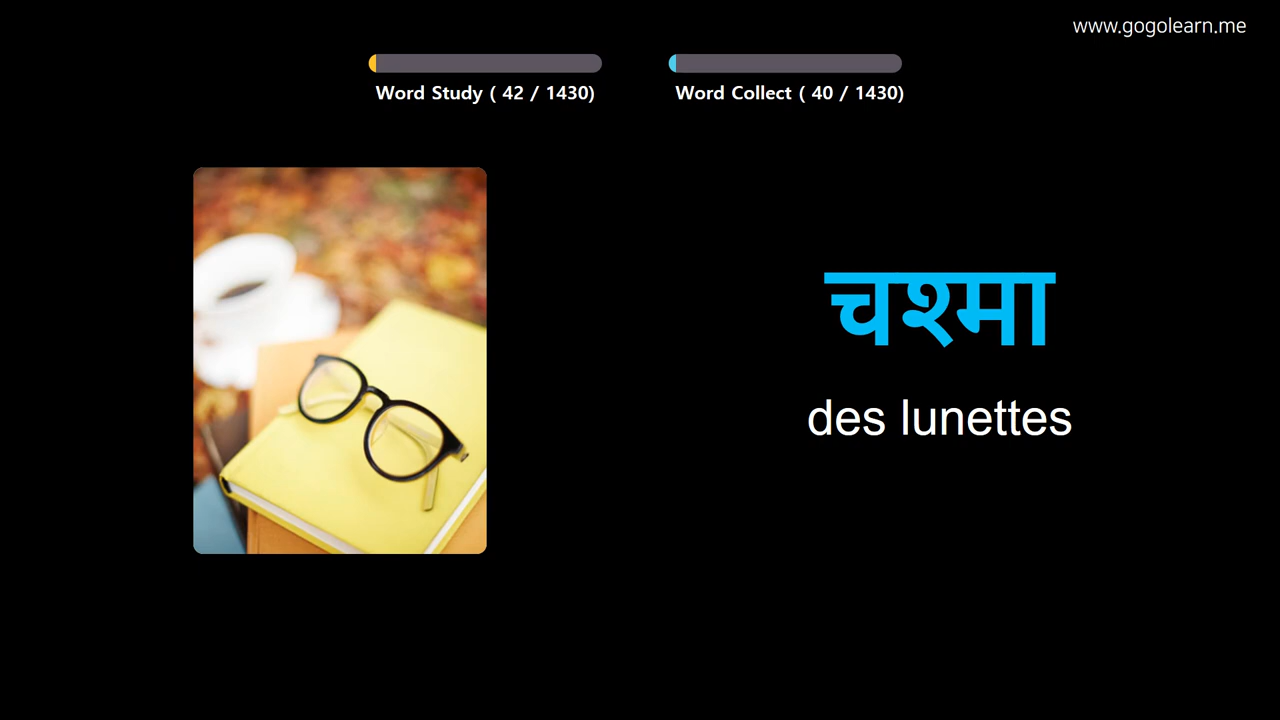 www.gogolearn.me
Word Study ( 42 / 1430)
Word Collect ( 40 / 1430)
चश्मा
des lunettes